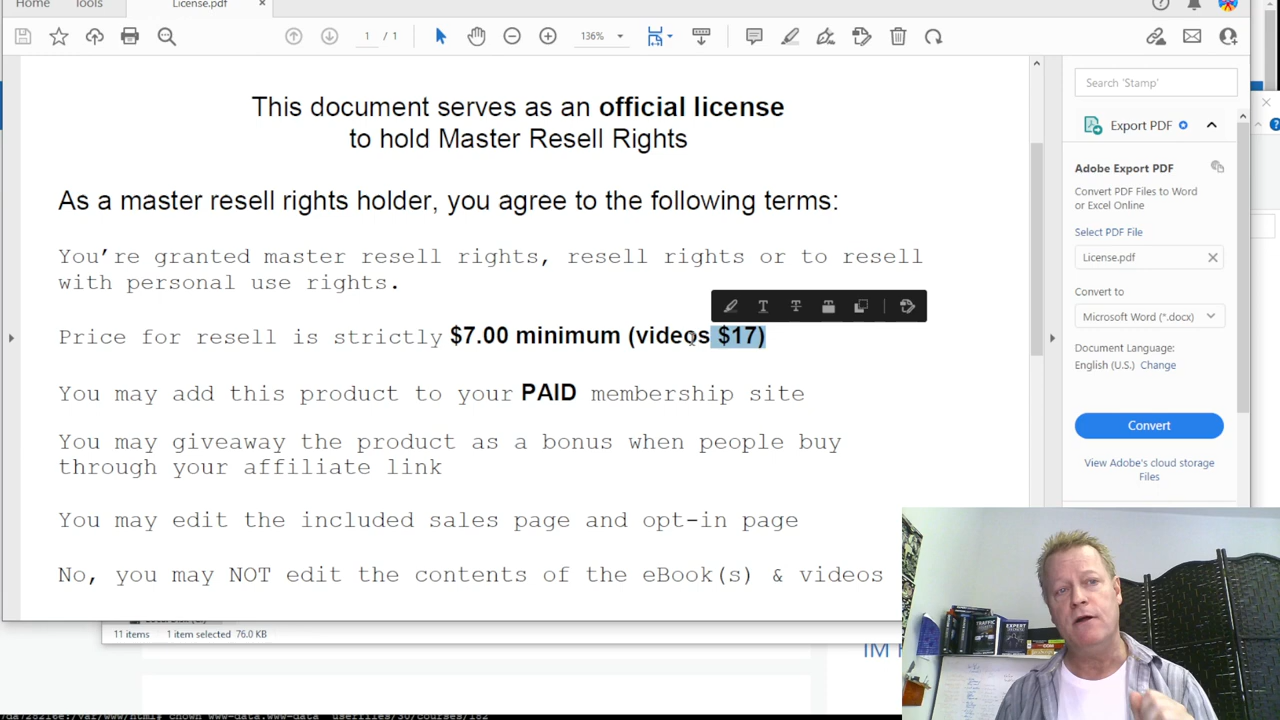 Home Tools License.pdf ×
1 / 1 136%
This document serves as an official license
to hold Master Resell Rights
As a master resell rights holder, you agree to the following terms:
You're granted master resell rights, resell rights or to resell
with personal use rights.
Price for resell is strictly $7.00 minimum (videos $17)
You may add this product to your PAID membership site
You may giveaway the product as a bonus when people buy
through your affiliate link
You may edit the included sales page and opt-in page
No, you may NOT edit the contents of the eBook(s) & videos
Search 'Stamp'
Export PDF
Adobe Export PDF
Convert PDF Files to Word
or Excel Online
Select PDF File
License.pdf
Convert to
Microsoft Word (*.docx)
Document Language:
English (U.S.) Change
Convert
View Adobe's cloud storage
Files
11 items 1 item selected 76.0 KB
IM
TRAFFIC
SECRETS
EXPERT
SECRETS